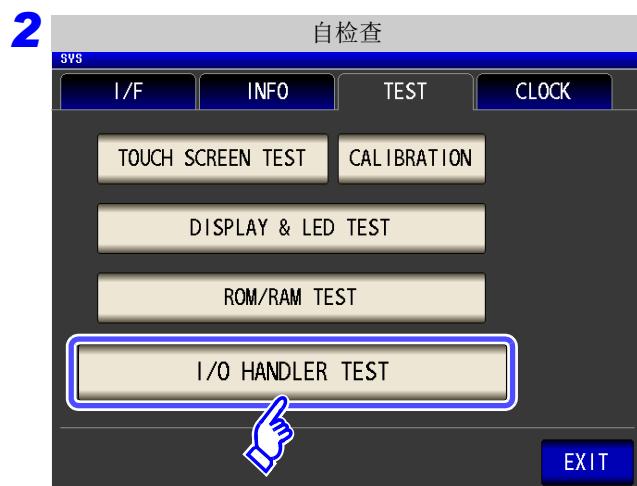 2
自检查
SYS
I/F INFO TEST CLOCK
TOUCH SCREEN TEST CALIBRATION
DISPLAY & LED TEST
ROM/RAM TEST
I/O HANDLER TEST
EXIT